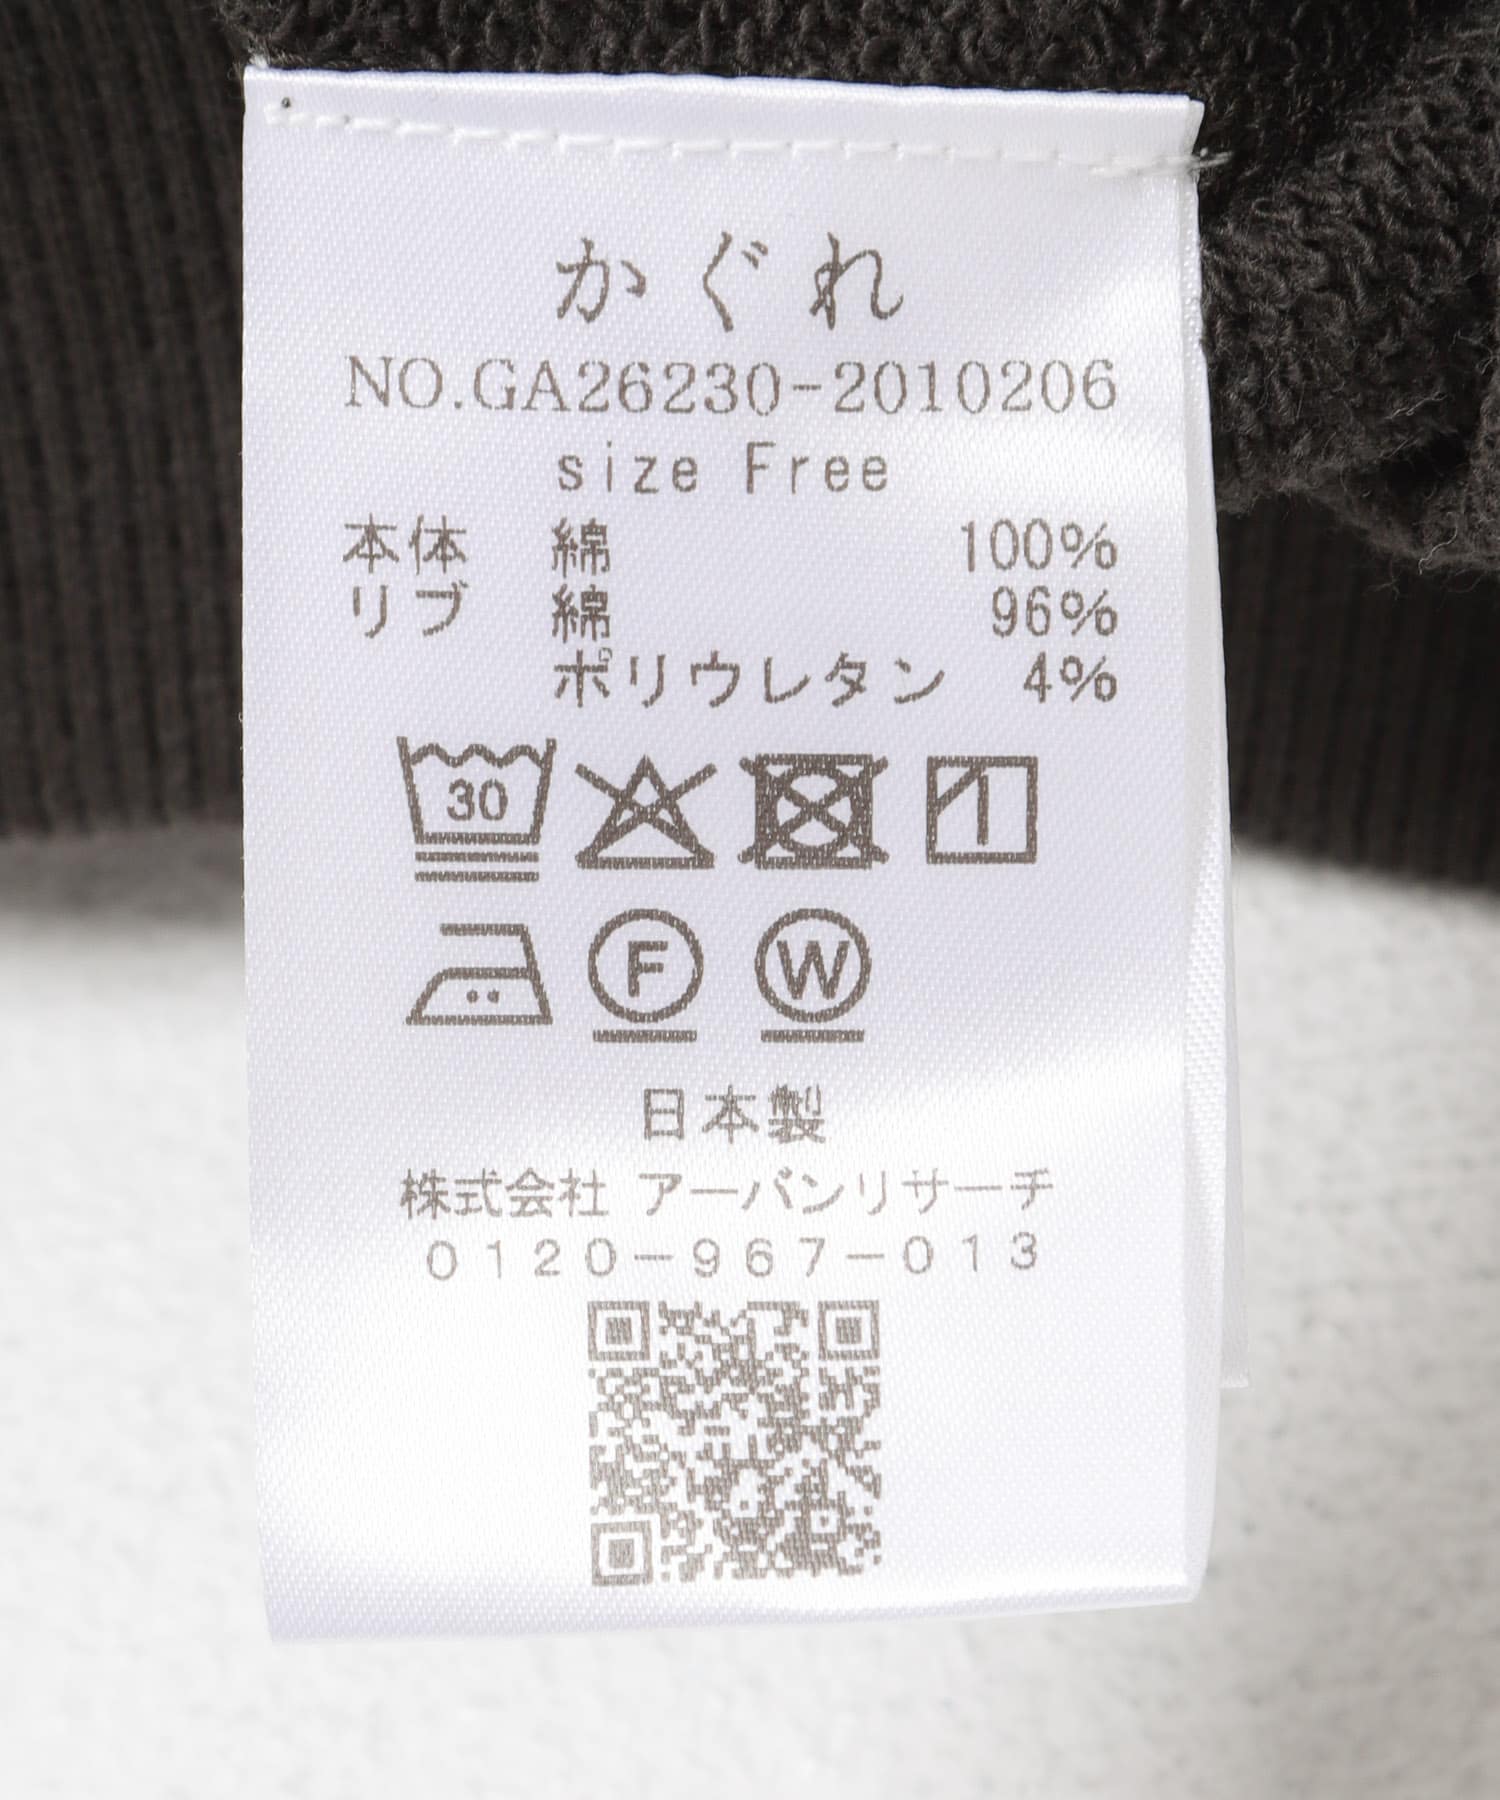 かぐれ
NO.GA26230-2010206
size Free
本体 綿 100%
リブ 綿 96%
ポリウレタン 4%
30
F W
日本製
株式会社 アーバンリサーチ
0120-967-013